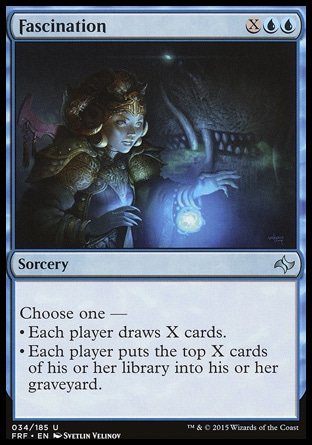 Fascination X
Sorcery
Choose one —
• Each player draws X cards.
• Each player puts the top X cards
of his or her library into his or her
graveyard.
034/185 U
FRF • EN Svetlin Velinov
™ & © 2015 Wizards of the Coast